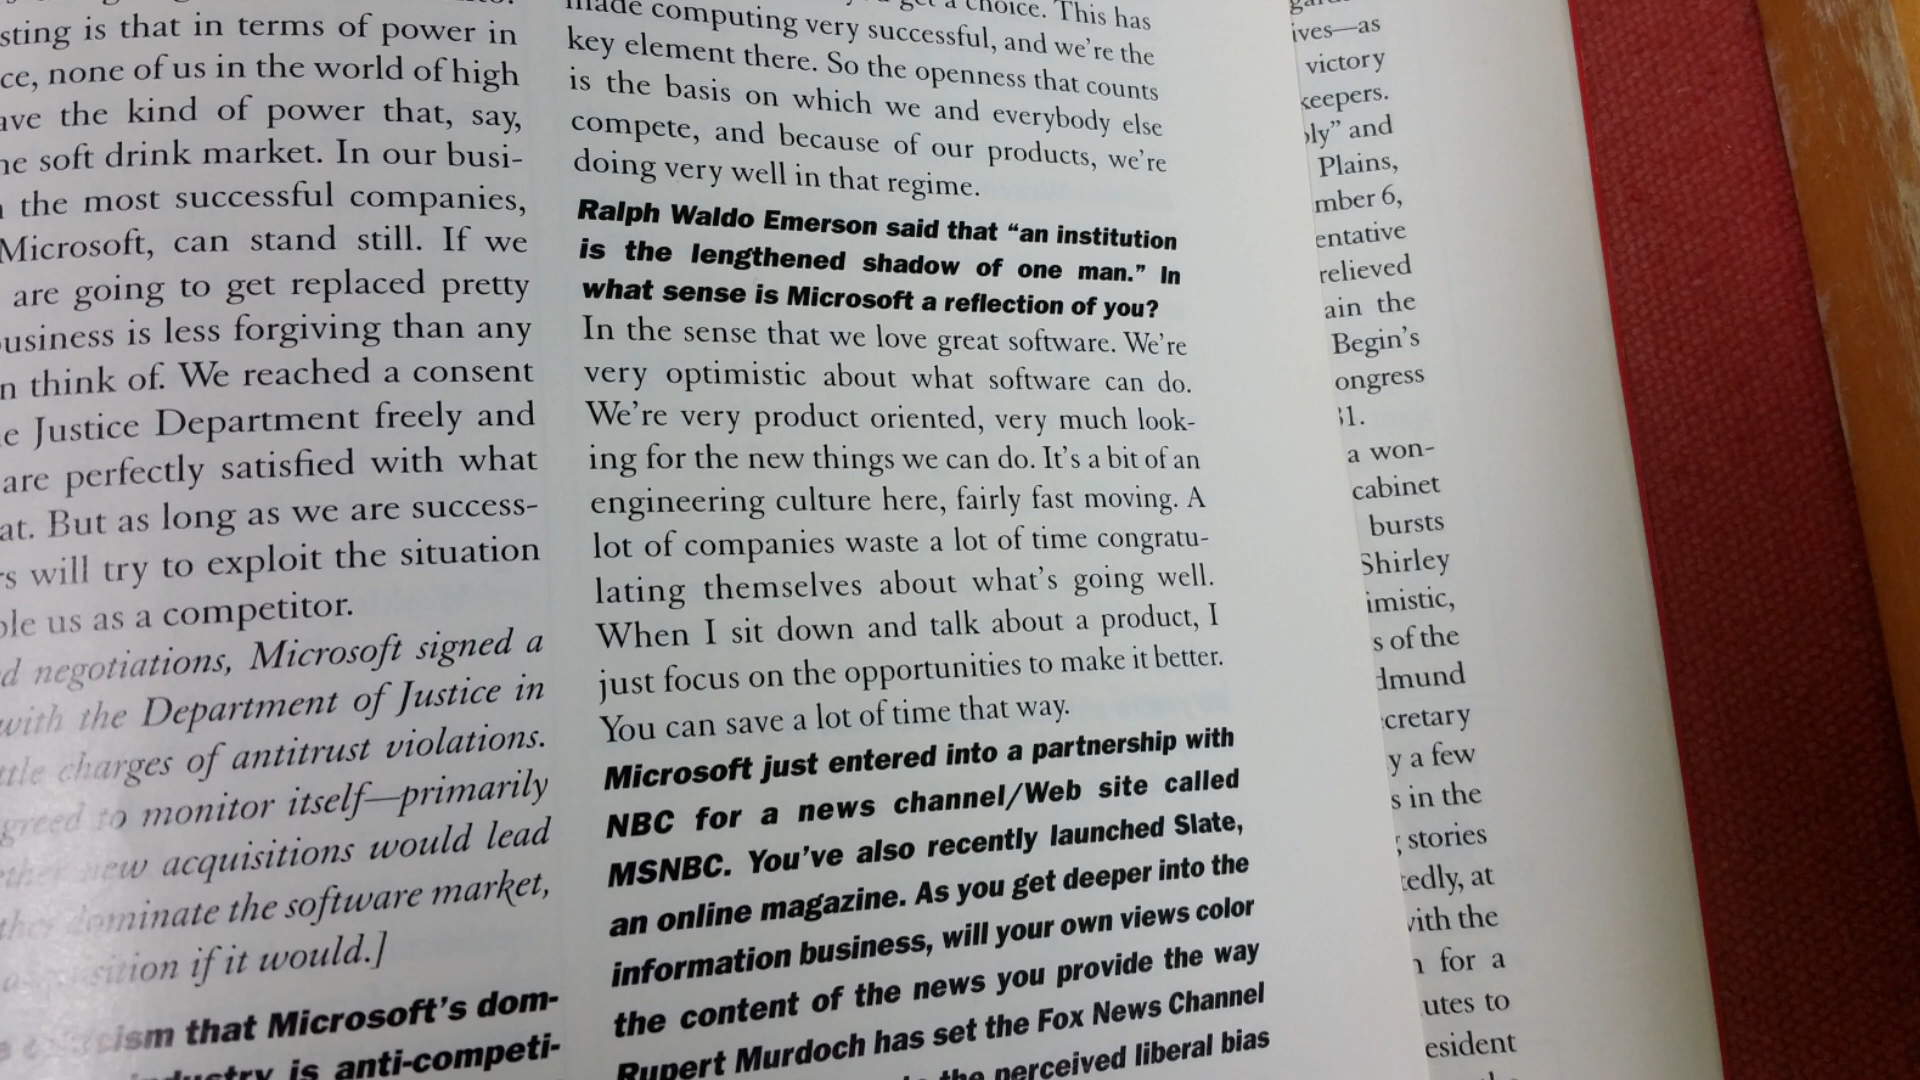 sting is that in terms of power in
ce, none of us in the world of high
ave the kind of power that, say,
he soft drink market. In our busi-
the most successful companies,
Microsoft, can stand still. If we
are going to get replaced pretty
usiness is less forgiving than any
n think of. We reached a consent
e Justice Department freely and
are perfectly satisfied with what
at. But as long as we are success-
rs will try to exploit the situation
ble us as a competitor.
d negotiations, Microsoft signed a
with the Department of Justice in
ttle charges of antitrust violations.
greed to monitor itself—primarily
ther new acquisitions would lead
dominate the software market,
if it would.]
that Microsoft's dom-
industry is anti-competi-
made computing very successful, and we're the
key element there. So the openness that counts
is the basis on which we and everybody else
compete, and because of our products, we're
doing very well in that regime.
Ralph Waldo Emerson said that “an institution
is the lengthened shadow of one man.” In
what sense is Microsoft a reflection of you?
In the sense that we love great software. We're
very optimistic about what software can do.
We're very product oriented, very much look-
ing for the new things we can do. It's a bit of an
engineering culture here, fairly fast moving. A
lot of companies waste a lot of time congratu-
lating themselves about what's going well.
When I sit down and talk about a product, I
just focus on the opportunities to make it better.
You can save a lot of time that way.
Microsoft just entered into a partnership with
NBC for a news channel/Web site called
MSNBC. You've also recently launched Slate,
an online magazine. As you get deeper into the
information business, will your own views color
the content of the news you provide the way
Rupert Murdoch has set the Fox News Channel
the perceived liberal bias
ives—as
victory
keepers.
ly” and
Plains,
mber 6,
entative
relieved
ain the
Begin's
ongress
31.
a won-
cabinet
bursts
Shirley
imistic,
s of the
dmund
cretary
y a few
s in the
stories
tedly, at
with the
n for a
utes to
esident